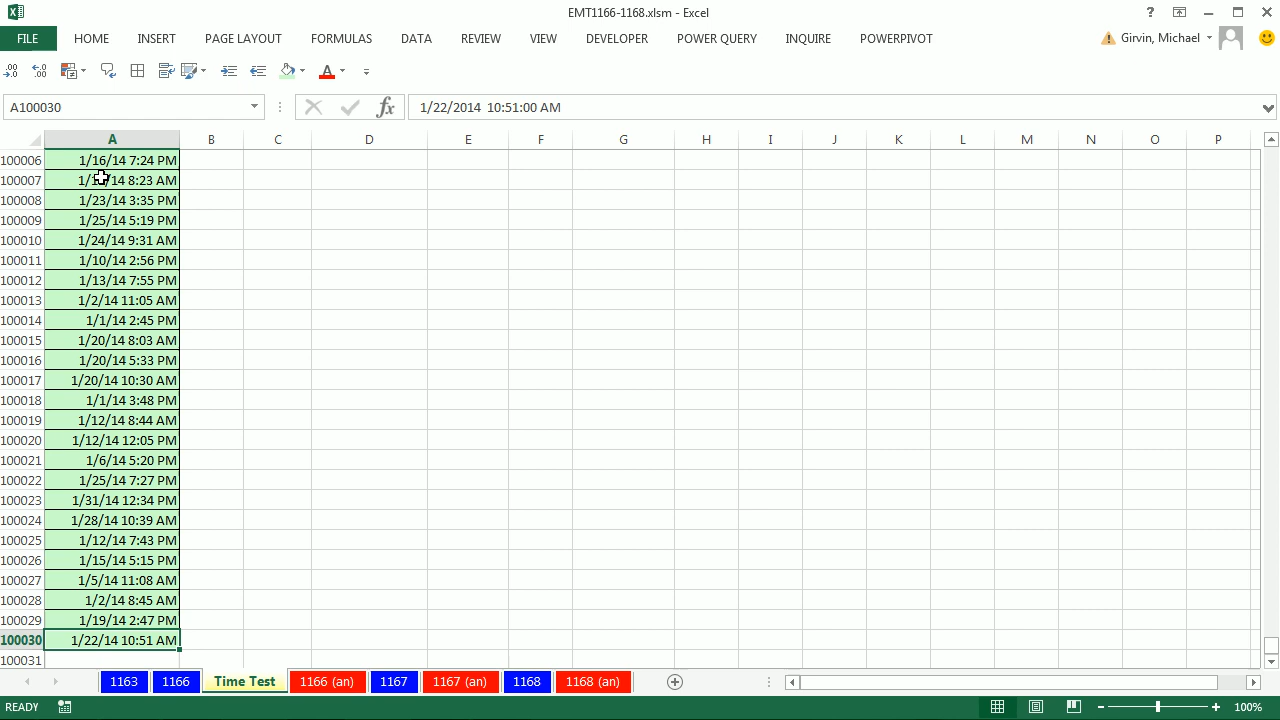 EMT1166-1168.xlsm - Excel
FILE HOME INSERT PAGE LAYOUT FORMULAS DATA REVIEW VIEW DEVELOPER POWER QUERY INQUIRE POWERPIVOT Girvin, Michael
A100030 fx 1/22/2014 10:51:00 AM
A B C D E F G H I J K L M N O P
100006 1/16/14 7:24 PM
100007 8:23 AM
100008 1/23/14 3:35 PM
100009 1/25/14 5:19 PM
100010 1/24/14 9:31 AM
100011 1/10/14 2:56 PM
100012 1/13/14 7:55 PM
100013 1/2/14 11:05 AM
100014 1/1/14 2:45 PM
100015 1/20/14 8:03 AM
100016 1/20/14 5:33 PM
100017 1/20/14 10:30 AM
100018 1/1/14 3:48 PM
100019 1/12/14 8:44 AM
100020 1/12/14 12:05 PM
100021 1/6/14 5:20 PM
100022 1/25/14 7:27 PM
100023 1/31/14 12:34 PM
100024 1/28/14 10:39 AM
100025 1/12/14 7:43 PM
100026 1/15/14 5:15 PM
100027 1/5/14 11:08 AM
100028 1/2/14 8:45 AM
100029 1/19/14 2:47 PM
100030 1/22/14 10:51 AM
100031
1163 1166 Time Test 1166 (an) 1167 1167 (an) 1168 1168 (an)
READY 100%